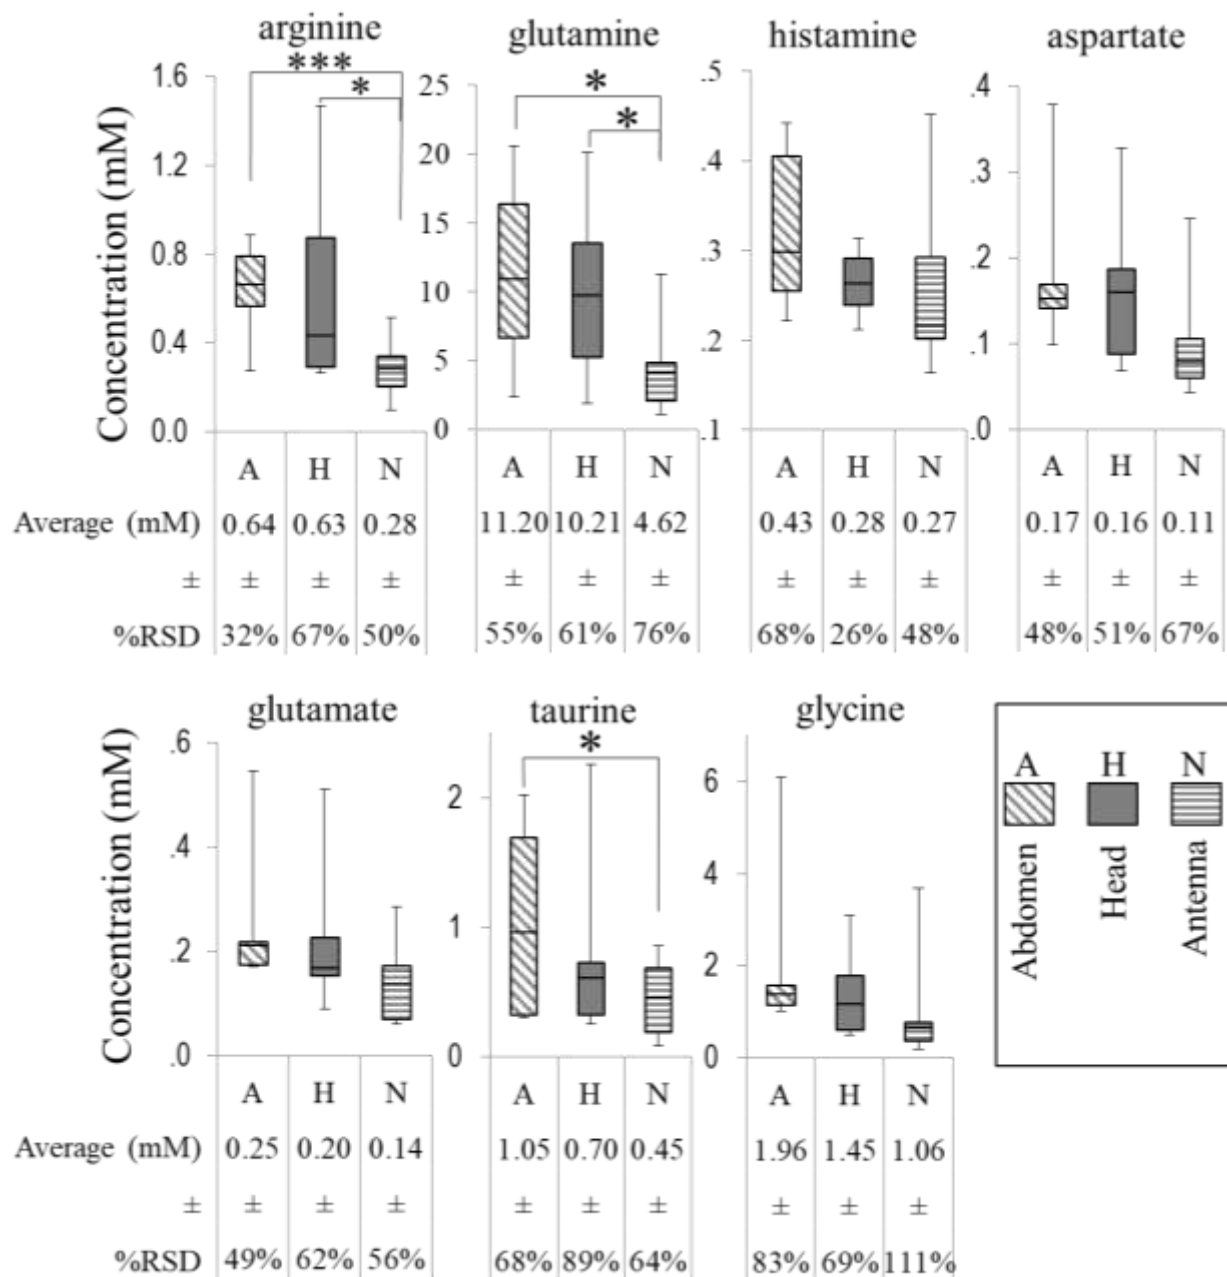 arginine glutamine histamine aspartate
*** * * *
Concentration (mM)
1.6
1.2
0.8
0.4
0.0
25
20
15
10
5
0
.5
.4
.3
.2
.1
.4
.3
.2
.1
.0
A H N A H N A H N A H N
Average (mM) 0.64 0.63 0.28 11.20 10.21 4.62 0.43 0.28 0.27 0.17 0.16 0.11
± ± ± ± ± ± ± ± ± ± ± ± ±
%RSD 32% 67% 50% 55% 61% 76% 68% 26% 48% 48% 51% 67%
glutamate taurine glycine
*
Concentration (mM)
.6
.4
.2
.0
2
1
0
6
4
2
0
A H N
Abdomen Head Antenna
A H N A H N A H N
Average (mM) 0.25 0.20 0.14 1.05 0.70 0.45 1.96 1.45 1.06
± ± ± ± ± ± ± ± ± ±
%RSD 49% 62% 56% 68% 89% 64% 83% 69% 111%